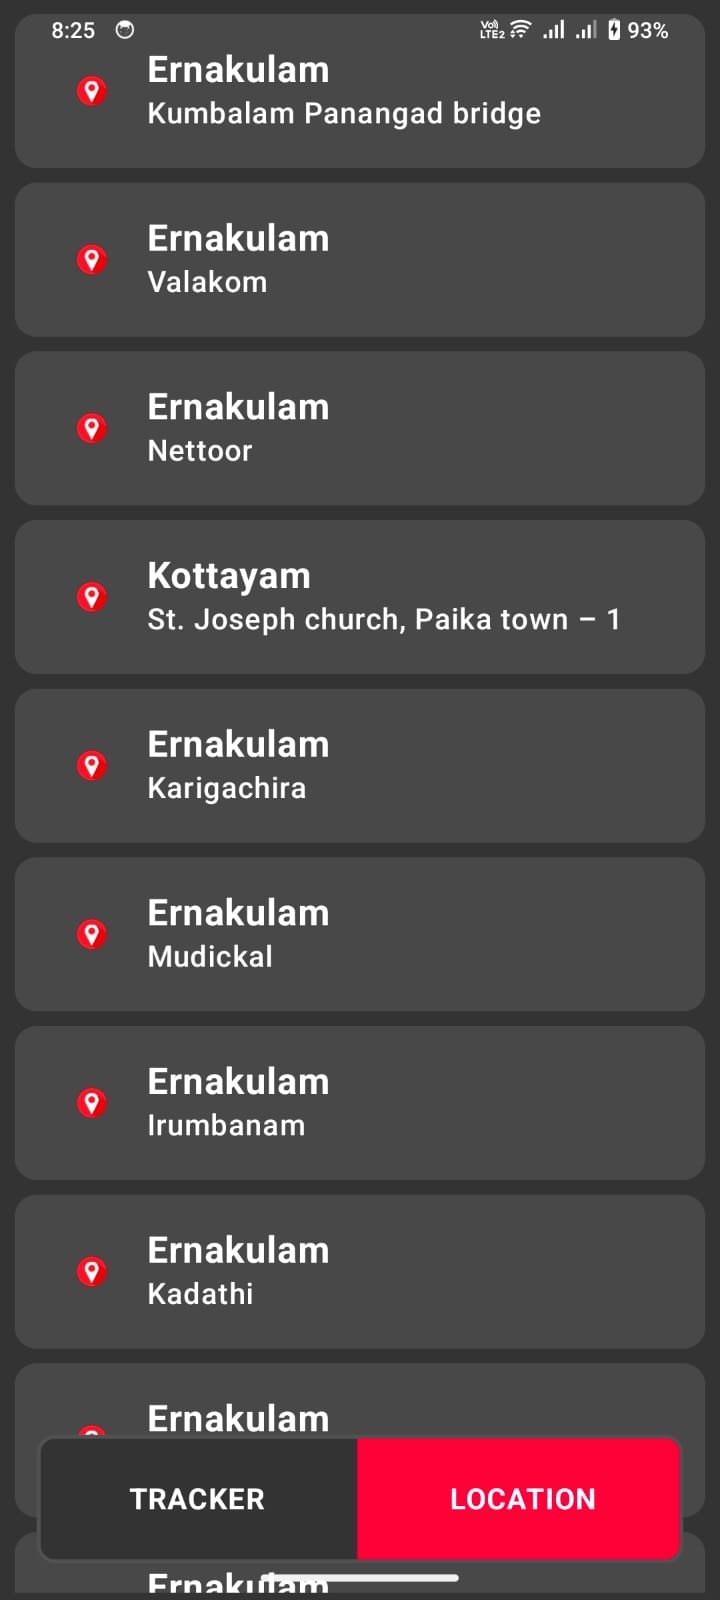 8:25
Vo) LTE2 93%
Ernakulam
Kumbalam Panangad bridge
Ernakulam
Valakom
Ernakulam
Nettoor
Kottayam
St. Joseph church, Paika town – 1
Ernakulam
Karigachira
Ernakulam
Mudickal
Ernakulam
Irumbanam
Ernakulam
Kadathi
Ernakulam
TRACKER LOCATION
Ernakulam